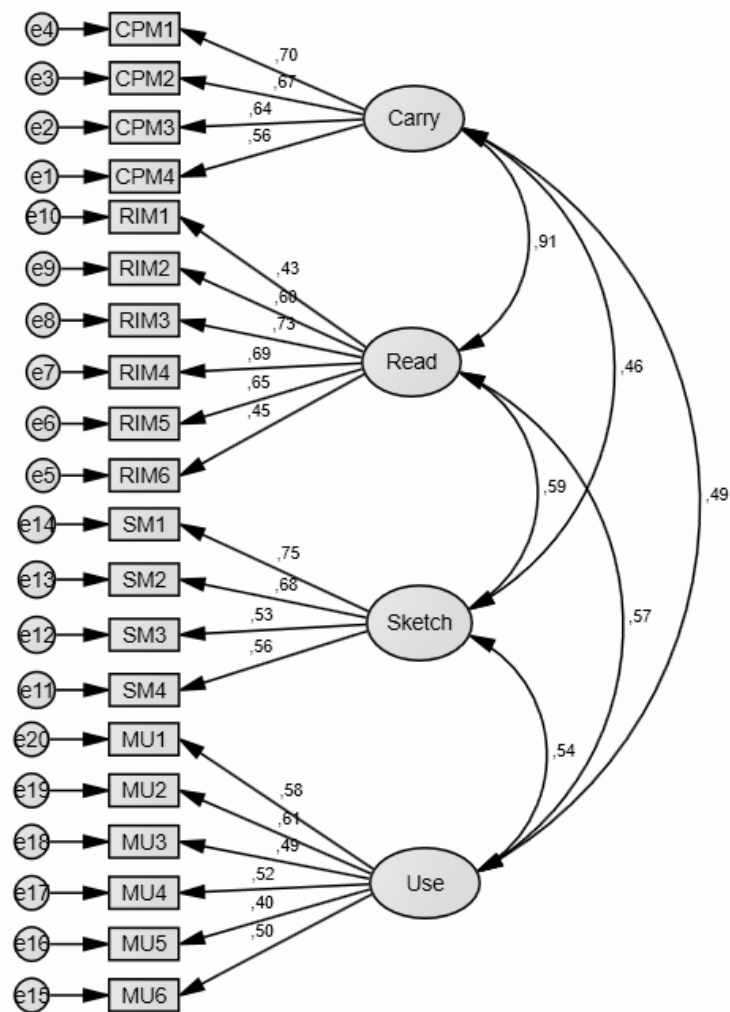 e4 CPM1
,70
e3 CPM2
,67
Carry
e2 CPM3
,64
e1 CPM4
,56
e10 RIM1
,91
e9 RIM2
,43
e8 RIM3
,60
,73
e7 RIM4
,69
Read
,46
e6 RIM5
,65
e5 RIM6
,45
e14 SM1
,59
,49
e13 SM2
,75
,68
e12 SM3
,53
Sketch
,57
e11 SM4
,56
e20 MU1
,54
e19 MU2
,58
,61
e18 MU3
,49
e17 MU4
,52
Use
e16 MU5
,40
e15 MU6
,50